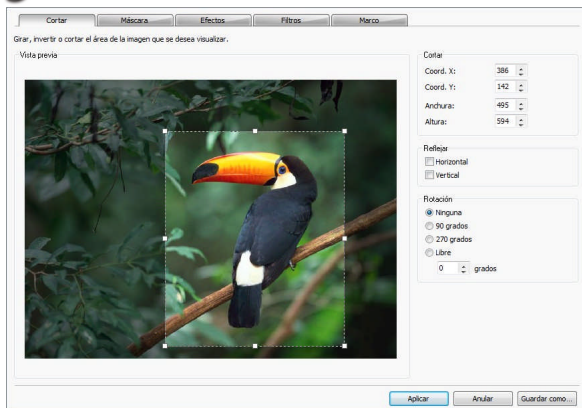 Cortar Máscara Efectos Filtros Marco
Girar, invertir o cortar el área de la imagen que se desea visualizar.
Vista previa
Cortar
Coord. X: 386
Coord. Y: 142
Anchura: 495
Altura: 594
Reflejar
Horizontal
Vertical
Rotación
Ninguna
90 grados
270 grados
Libre
0 grados
Aplicar Anular Guardar como...